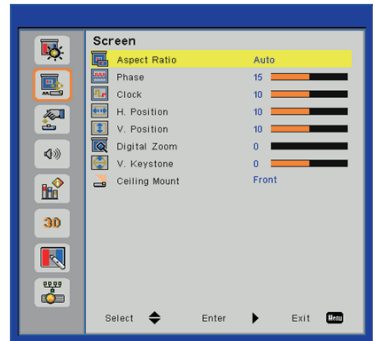 Screen
Aspect Ratio Auto
Phase 15
Clock 10
H. Position 10
V. Position 10
Digital Zoom 0
V. Keystone 0
Ceiling Mount Front
3D
Select Enter Exit Menu